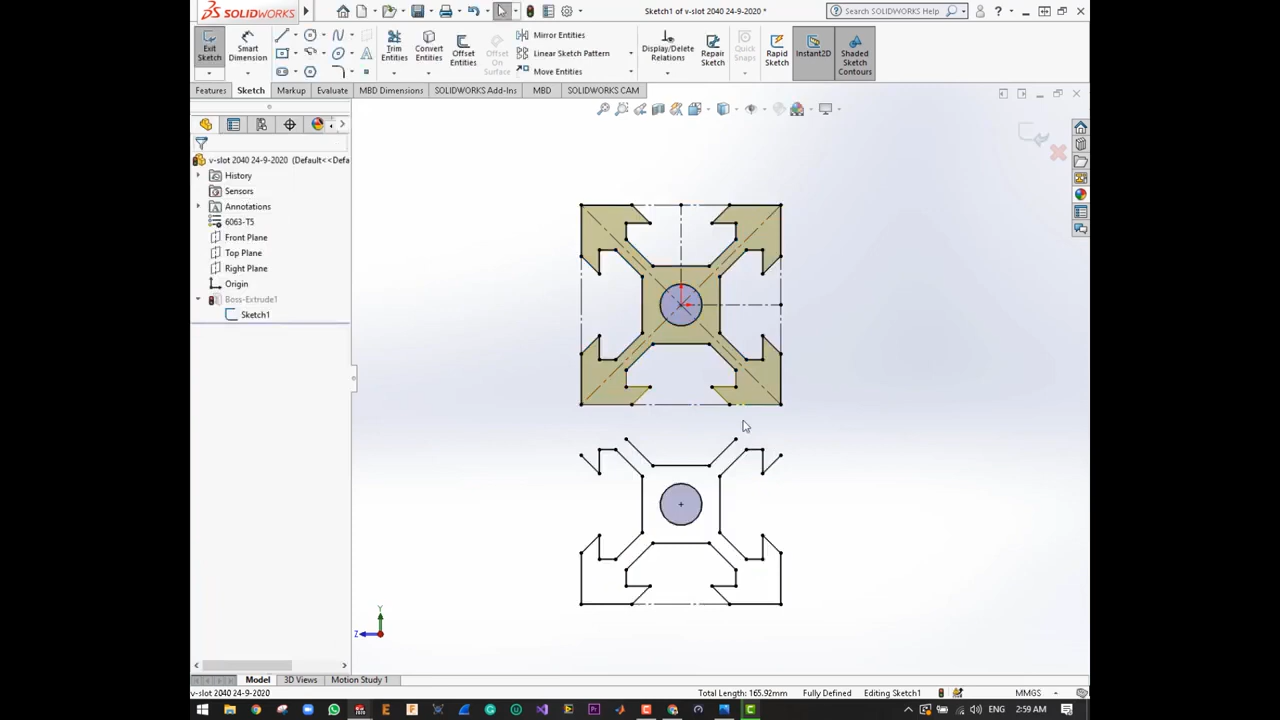 SOLIDWORKS
Sketch1 of v-slot 2040 24-9-2020 *
Search SOLIDWORKS Help
Exit Sketch
Smart Dimension
Trim Entities
Convert Entities
Offset Entities
Offset On Surface
Mirror Entities
Linear Sketch Pattern
Move Entities
Display/Delete Relations
Repair Sketch
Quick Snaps
Rapid Sketch
Instant2D
Shaded Sketch Contours
Features
Sketch
Markup
Evaluate
MBD Dimensions
SOLIDWORKS Add-Ins
MBD
SOLIDWORKS CAM
v-slot 2040 24-9-2020 (Default<<Defa
History
Sensors
Annotations
6063-T5
Front Plane
Top Plane
Right Plane
Origin
Boss-Extrude1
Sketch1
Y
Z
Model
3D Views
Motion Study 1
v-slot 2040 24-9-2020
Total Length: 165.92mm
Fully Defined
Editing Sketch1
MMGS
ENG
2:59 AM